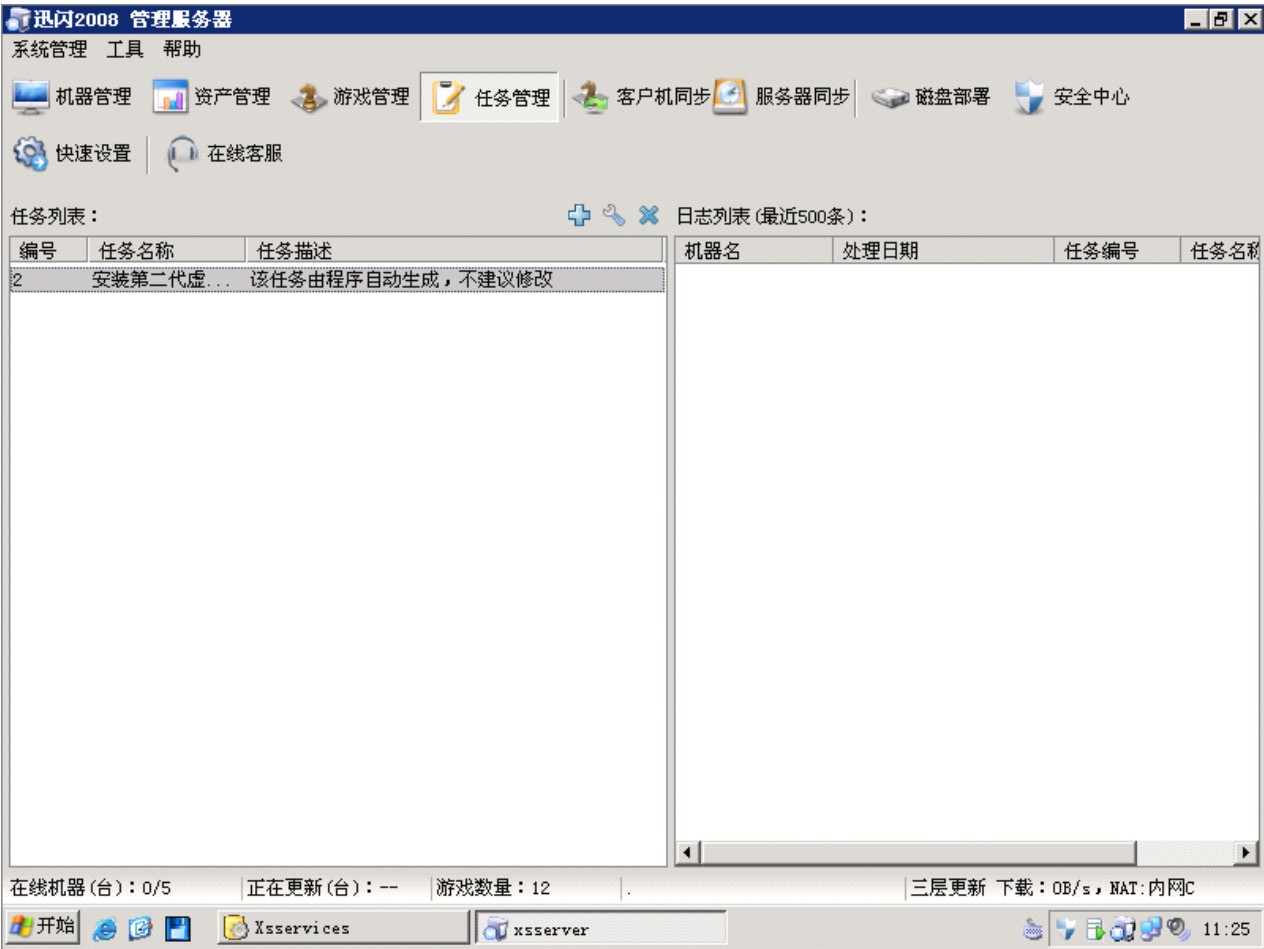 迅闪2008 管理服务器
系统管理 工具 帮助
机器管理 资产管理 游戏管理 任务管理 客户机同步 服务器同步 磁盘部署 安全中心
快速设置 在线客服
任务列表： 日志列表(最近500条)：
编号 任务名称 任务描述 机器名 处理日期 任务编号 任务名称
2 安装第二代虚... 该任务由程序自动生成，不建议修改
在线机器(台)：0/5 正在更新(台)：-- 游戏数量：12 . 三层更新 下载：0B/s，NAT:内网C
开始 Xsservices xsserver 11:25